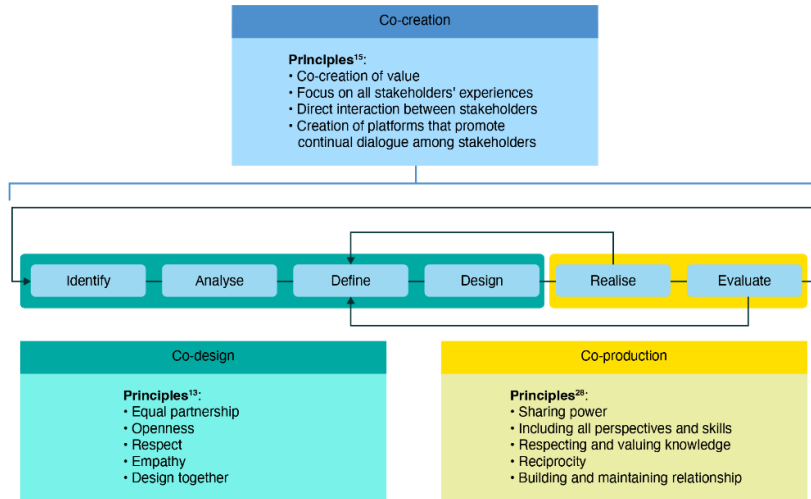 Co-creation
Principles15:
• Co-creation of value
• Focus on all stakeholders' experiences
• Direct interaction between stakeholders
• Creation of platforms that promote
continual dialogue among stakeholders
Identify
Analyse
Define
Design
Realise
Evaluate
Co-design
Principles13:
• Equal partnership
• Openness
• Respect
• Empathy
• Design together
Co-production
Principles28:
• Sharing power
• Including all perspectives and skills
• Respecting and valuing knowledge
• Reciprocity
• Building and maintaining relationship